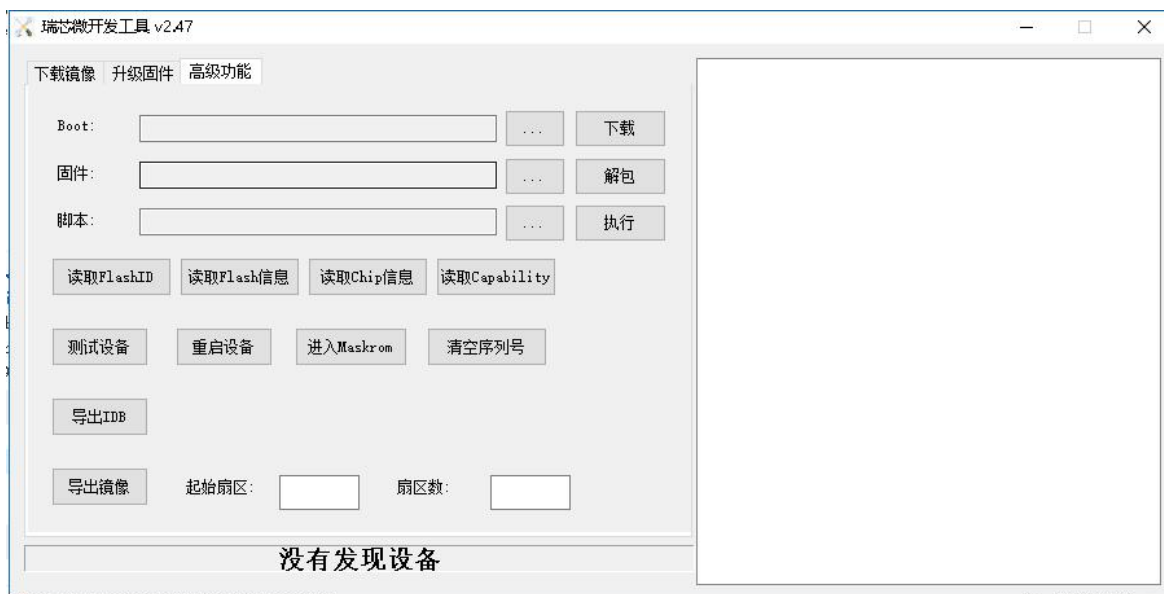 瑞芯微开发工具 v2.47
下载镜像 升级固件 高级功能
Boot: ... 下载
固件: ... 解包
脚本: ... 执行
读取FlashID 读取Flash信息 读取Chip信息 读取Capability
测试设备 重启设备 进入Maskrom 清空序列号
导出IDB
导出镜像 起始扇区: 扇区数:
没有发现设备